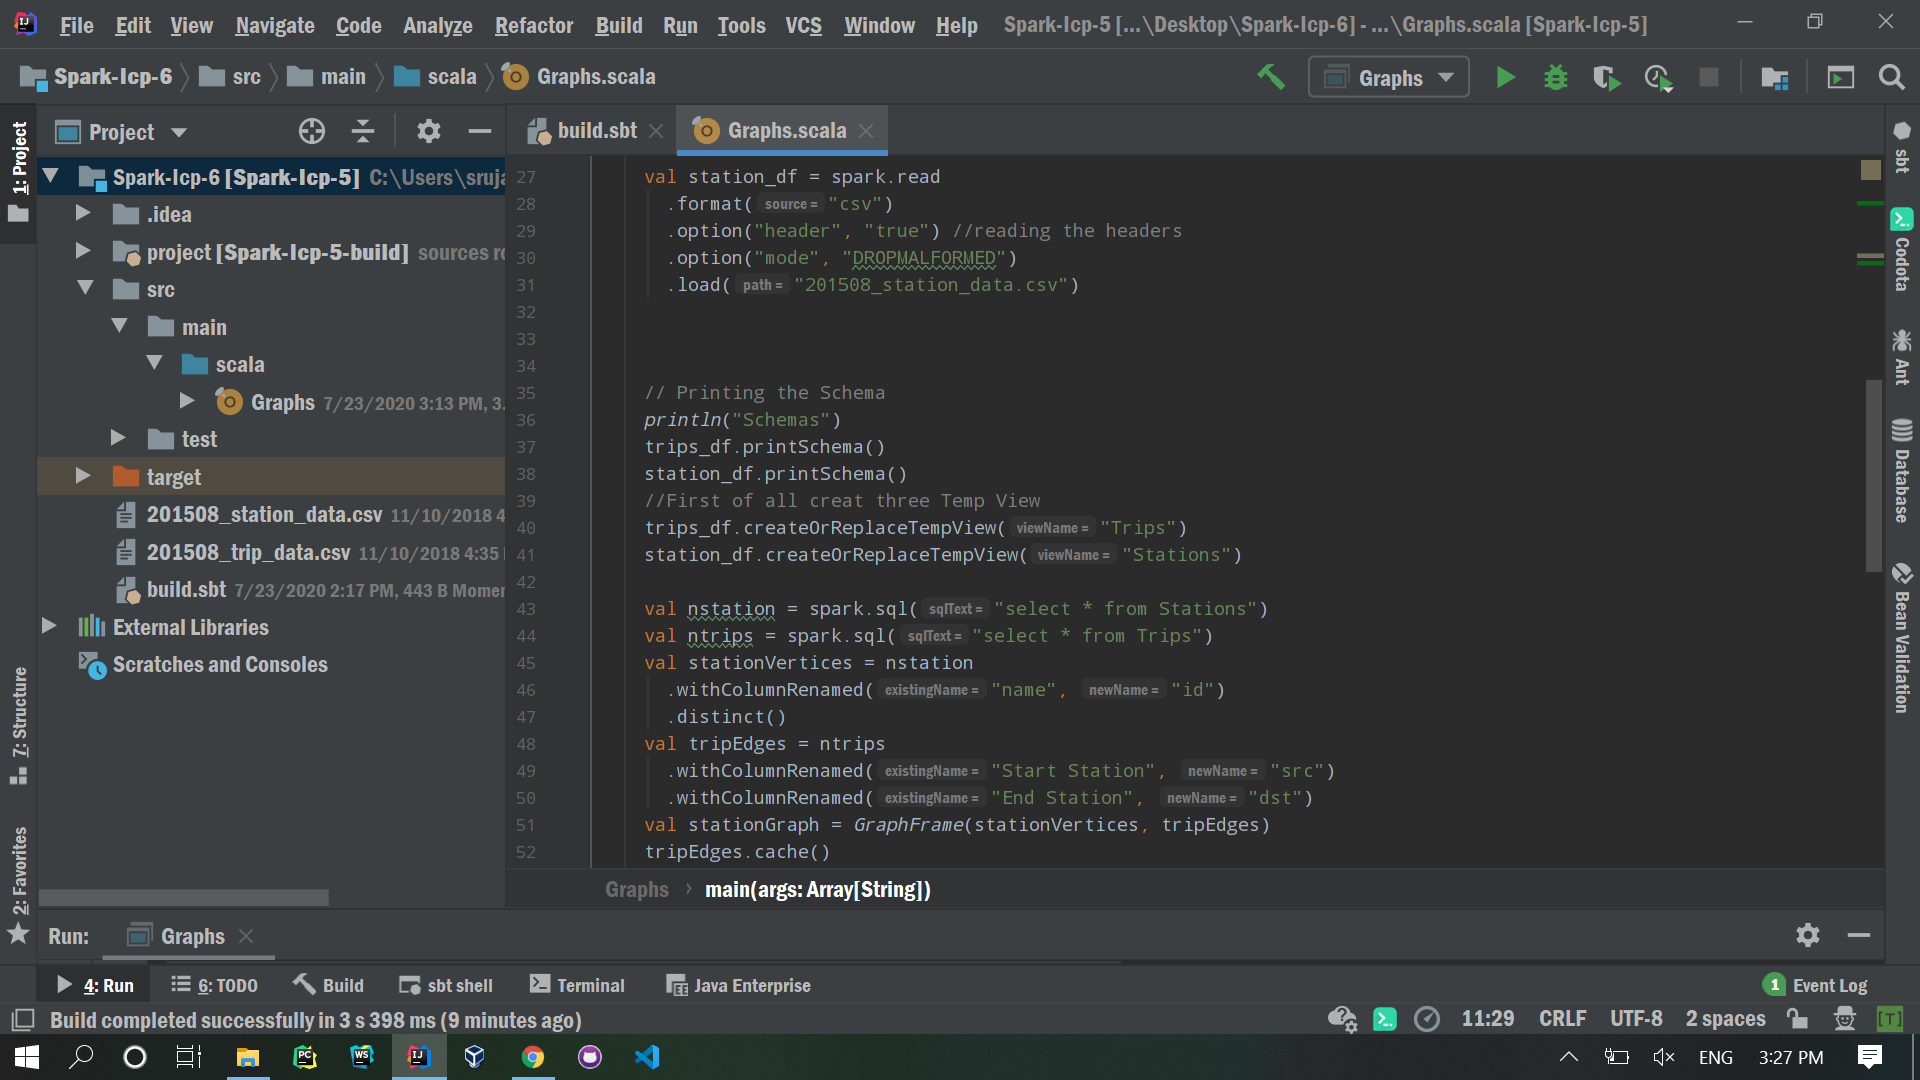 File Edit View Navigate Code Analyze Refactor Build Run Tools VCS Window Help Spark-Icp-5 [...\Desktop\Spark-Icp-6] - ...\Graphs.scala [Spark-Icp-5]
Spark-Icp-6 src main scala Graphs.scala Graphs
1: Project
7: Structure
2: Favorites
Project
Spark-Icp-6 [Spark-Icp-5] C:\Users\sruja
.idea
project [Spark-Icp-5-build] sources ro
src
main
scala
Graphs 7/23/2020 3:13 PM, 3.
test
target
201508_station_data.csv 11/10/2018 4
201508_trip_data.csv 11/10/2018 4:35
build.sbt 7/23/2020 2:17 PM, 443 B Momen
External Libraries
Scratches and Consoles
build.sbt Graphs.scala
27 val station_df = spark.read
28 .format( source = "csv")
29 .option("header", "true") //reading the headers
30 .option("mode", "DROPMALFORMED")
31 .load( path = "201508_station_data.csv")
32
33
34
35 // Printing the Schema
36 println("Schemas")
37 trips_df.printSchema()
38 station_df.printSchema()
39 //First of all creat three Temp View
40 trips_df.createOrReplaceTempView( viewName = "Trips")
41 station_df.createOrReplaceTempView( viewName = "Stations")
42
43 val nstation = spark.sql( sqlText = "select * from Stations")
44 val ntrips = spark.sql( sqlText = "select * from Trips")
45 val stationVertices = nstation
46 .withColumnRenamed( existingName = "name", newName = "id")
47 .distinct()
48 val tripEdges = ntrips
49 .withColumnRenamed( existingName = "Start Station", newName = "src")
50 .withColumnRenamed( existingName = "End Station", newName = "dst")
51 val stationGraph = GraphFrame(stationVertices, tripEdges)
52 tripEdges.cache()
Graphs › main(args: Array[String])
sbt
Codota
Ant
Database
Bean Validation
Run: Graphs
4: Run 6: TODO Build sbt shell Terminal Java Enterprise 1 Event Log
Build completed successfully in 3 s 398 ms (9 minutes ago) 11:29 CRLF UTF-8 2 spaces [T]
PC WS IJ ENG 3:27 PM